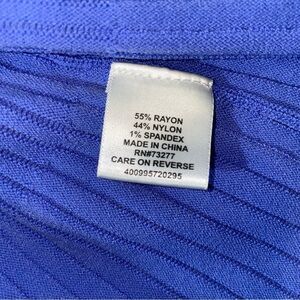 55% RAYON
44% NYLON
1% SPANDEX
MADE IN CHINA
RN#73277
CARE ON REVERSE
400995720295